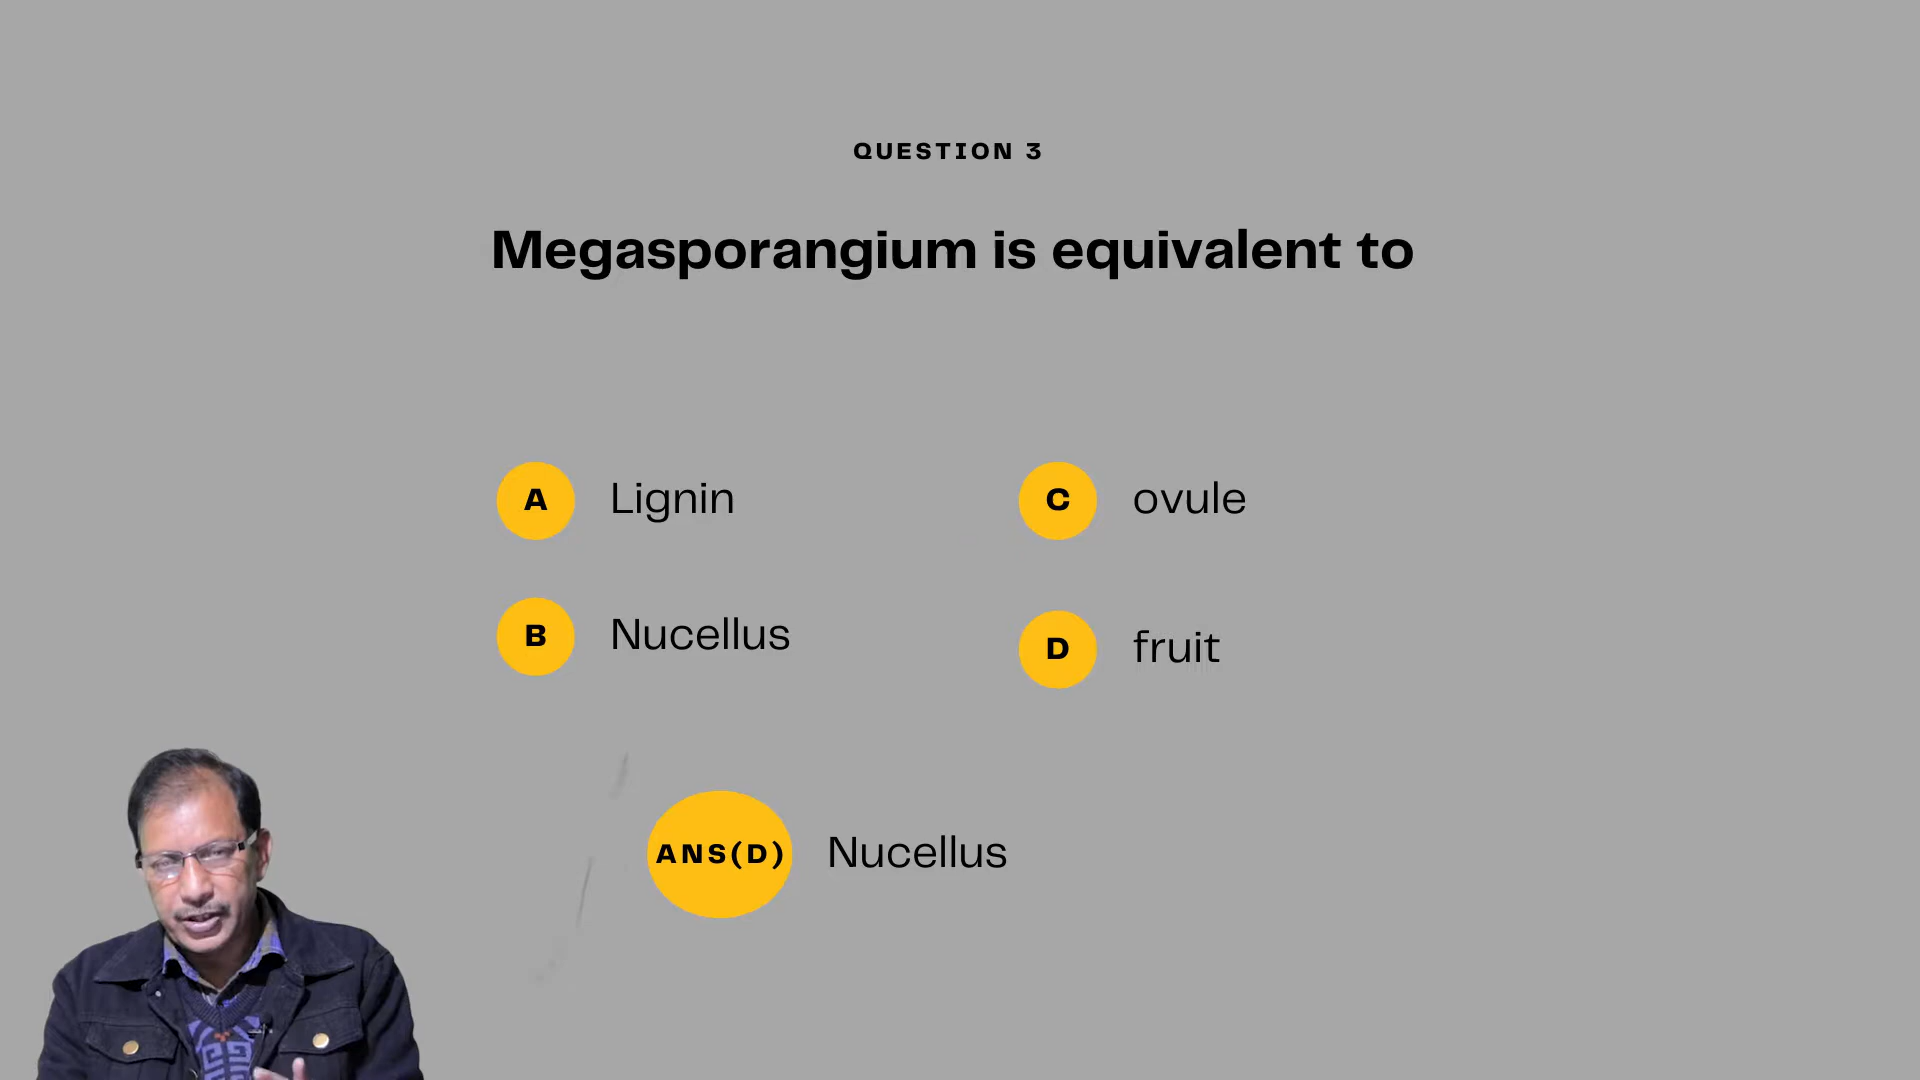 QUESTION 3
Megasporangium is equivalent to
A Lignin
B Nucellus
C ovule
D fruit
ANS(D) Nucellus